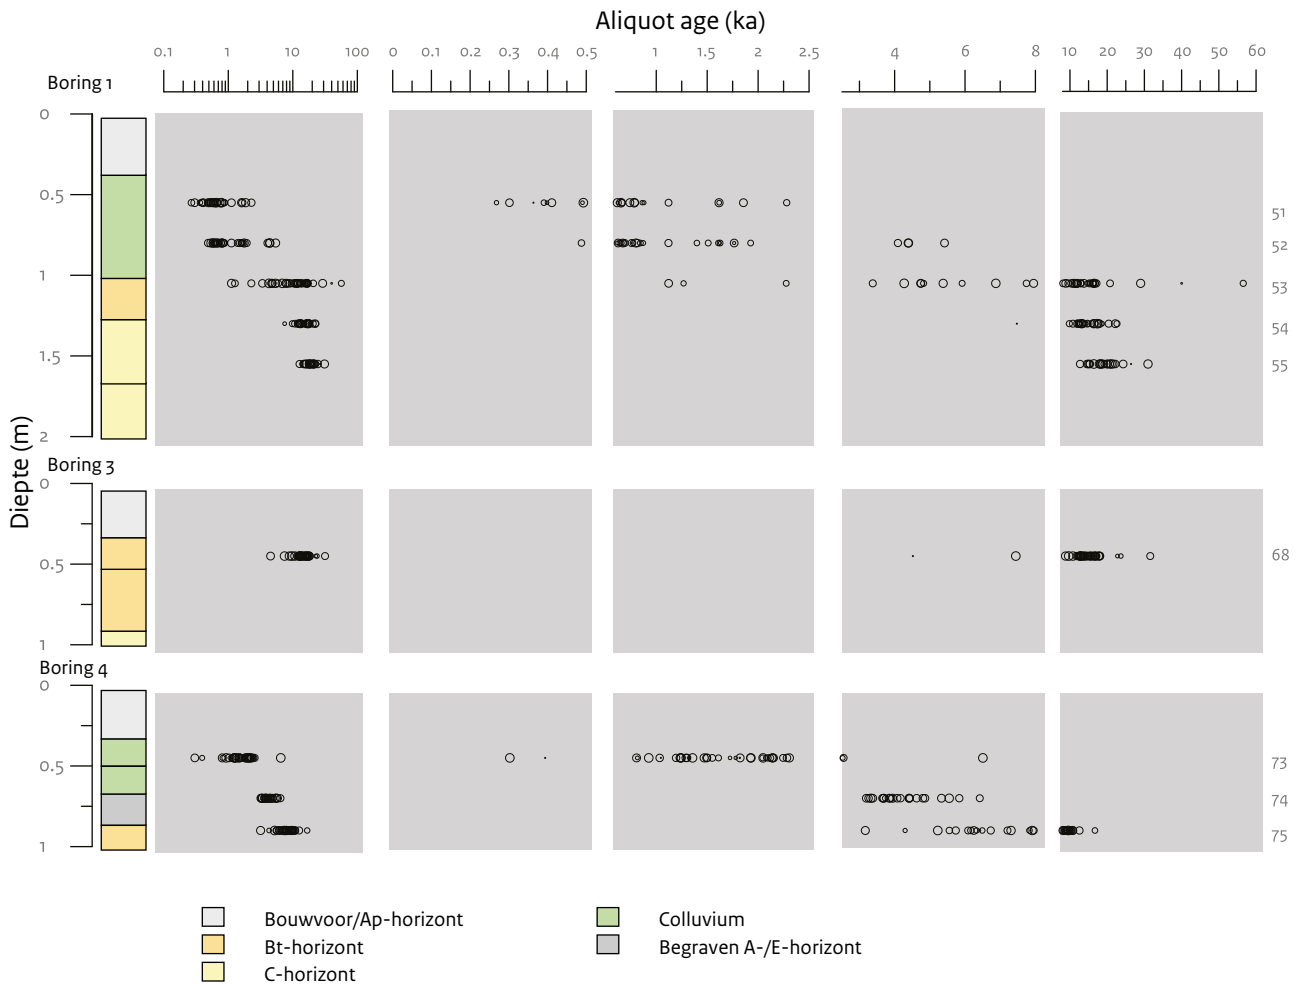 Aliquot age (ka)
0.1 1 10 100 0 0.1 0.2 0.3 0.4 0.5 1 1.5 2 2.5 4 6 8 10 20 30 40 50 60
Boring 1
0
0.5
51
52
1
53
54
1.5
55
2
Diepte (m)
Boring 3
0
0.5
68
1
Boring 4
0
0.5
73
74
75
1
Bouwvoor/Ap-horizont
Colluvium
Bt-horizont
Begraven A-/E-horizont
C-horizont